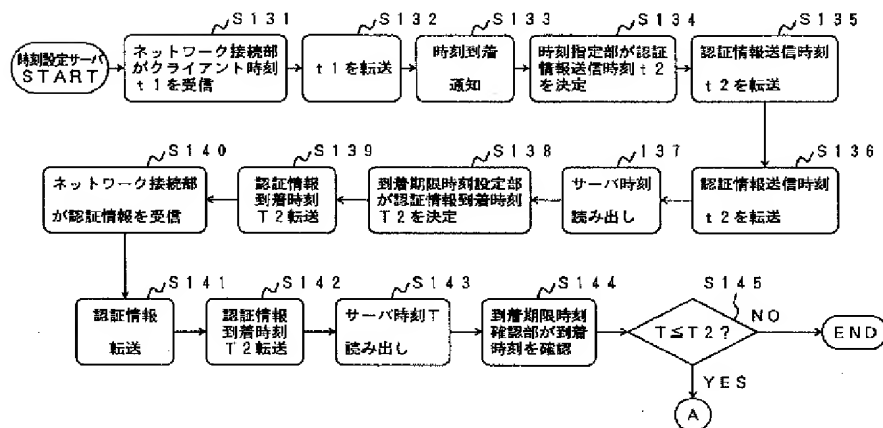 S131
S132
S133
S134
S135
時刻設定サーバ
START
ネットワーク接続部
がクライアント時刻
t1を受信
t1を転送
時刻到着
通知
時刻指定部が認証
情報送信時刻t2
を決定
認証情報送信時刻
t2を転送
S140
S139
S138
137
S136
ネットワーク接続部
が認証情報を受信
認証情報
到着時刻
T2転送
到着期限時刻設定部
が認証情報到着時刻
T2を決定
サーバ時刻
読み出し
認証情報送信時刻
t2を転送
S141
S142
S143
S144
S145
認証情報
転送
認証情報
到着時刻
T2転送
サーバ時刻T
読み出し
到着期限時刻
確認部が到着
時刻を確認
T≦T2?
NO
END
YES
A